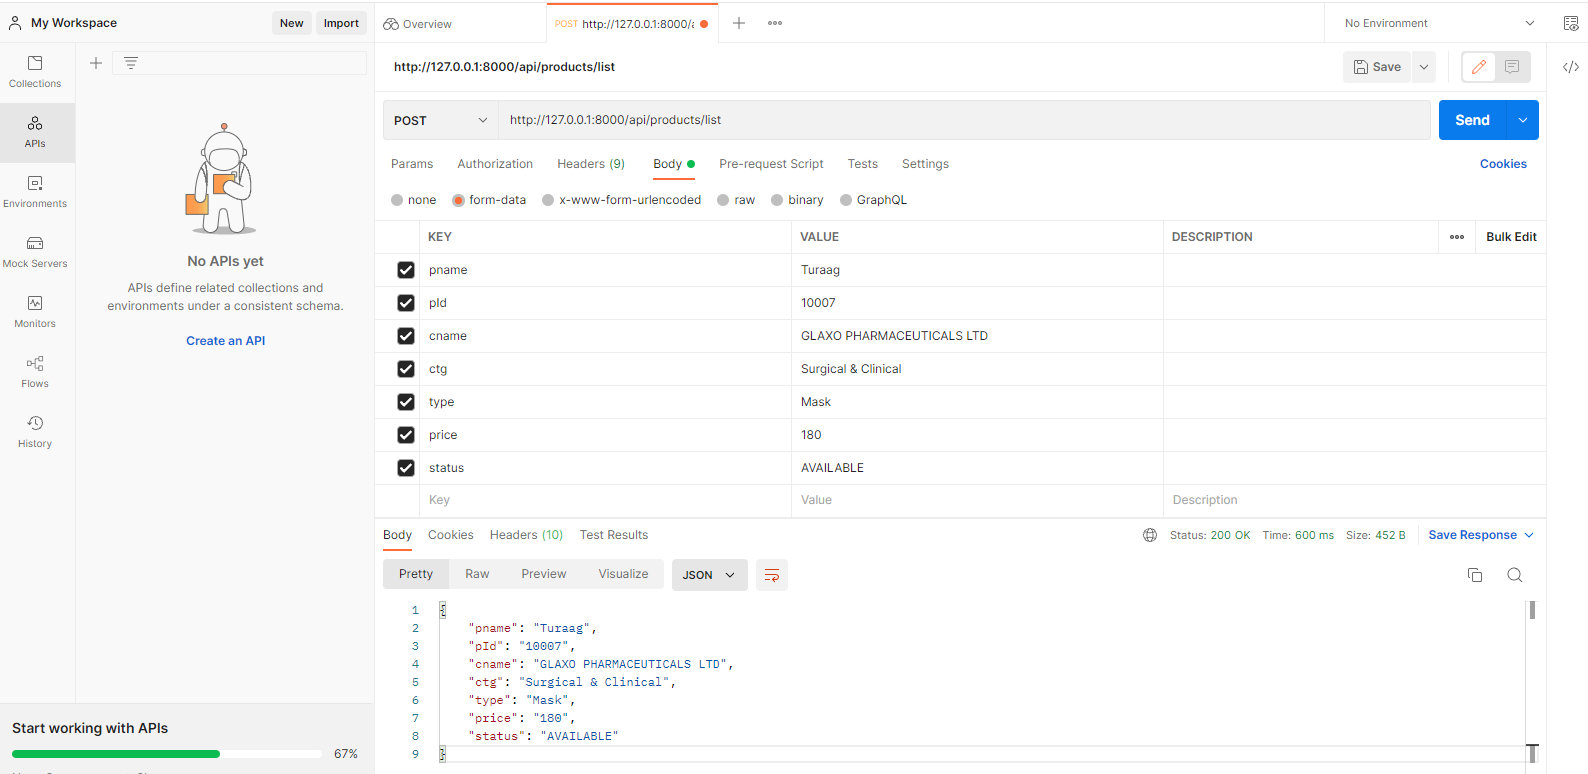 My Workspace
New
Import
Overview
POST http://127.0.0.1:8000/a
No Environment
Collections
APIs
Environments
Mock Servers
Monitors
Flows
History
No APIs yet
APIs define related collections and
environments under a consistent schema.
Create an API
Start working with APIs
67%
http://127.0.0.1:8000/api/products/list
Save
POST
http://127.0.0.1:8000/api/products/list
Send
Params Authorization Headers (9) Body Pre-request Script Tests Settings Cookies
none form-data x-www-form-urlencoded raw binary GraphQL
KEY VALUE DESCRIPTION Bulk Edit
pname Turaag
pId 10007
cname GLAXO PHARMACEUTICALS LTD
ctg Surgical & Clinical
type Mask
price 180
status AVAILABLE
Key Value Description
Body Cookies Headers (10) Test Results Status: 200 OK Time: 600 ms Size: 452 B Save Response
Pretty Raw Preview Visualize JSON
1 {
2 "pname": "Turaag",
3 "pId": "10007",
4 "cname": "GLAXO PHARMACEUTICALS LTD",
5 "ctg": "Surgical & Clinical",
6 "type": "Mask",
7 "price": "180",
8 "status": "AVAILABLE"
9 }